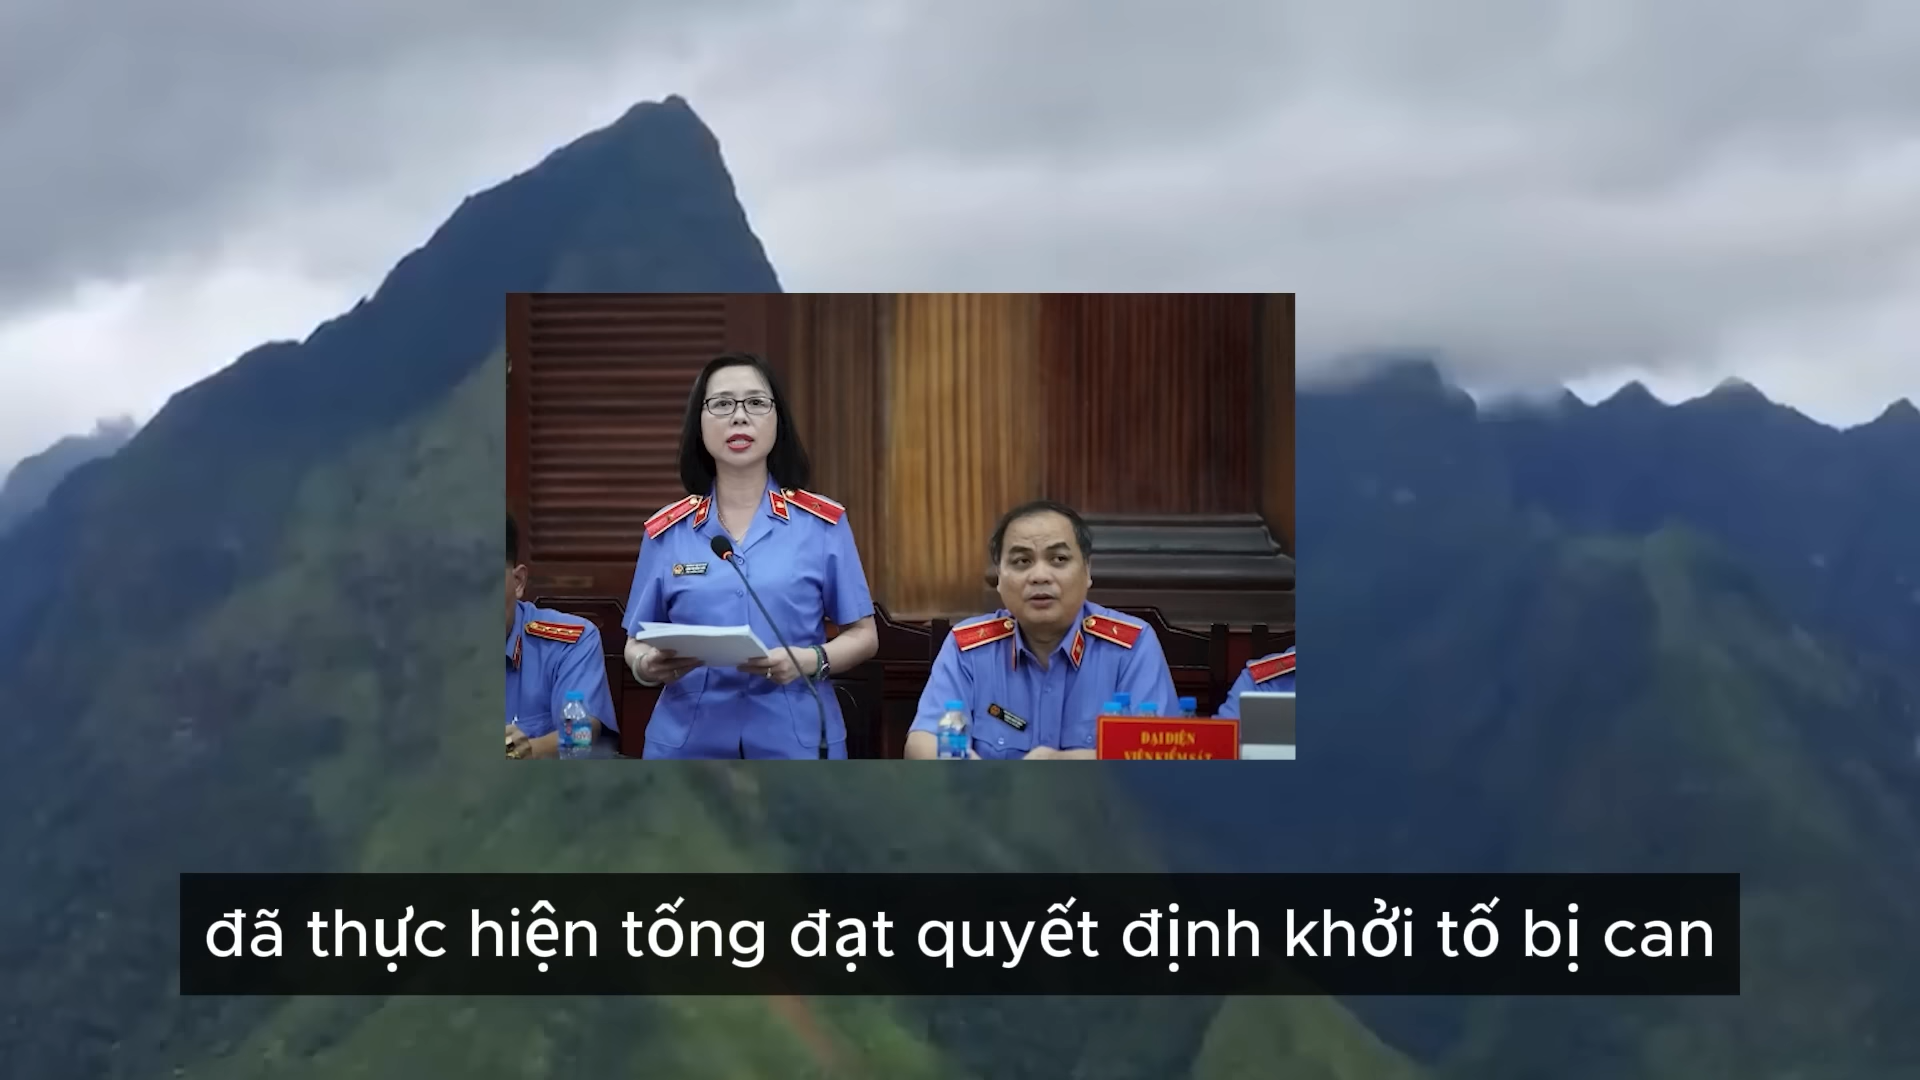 ĐẠI DIỆN
VIỆN KIỂM SÁT
đã thực hiện tống đạt quyết định khởi tố bị can